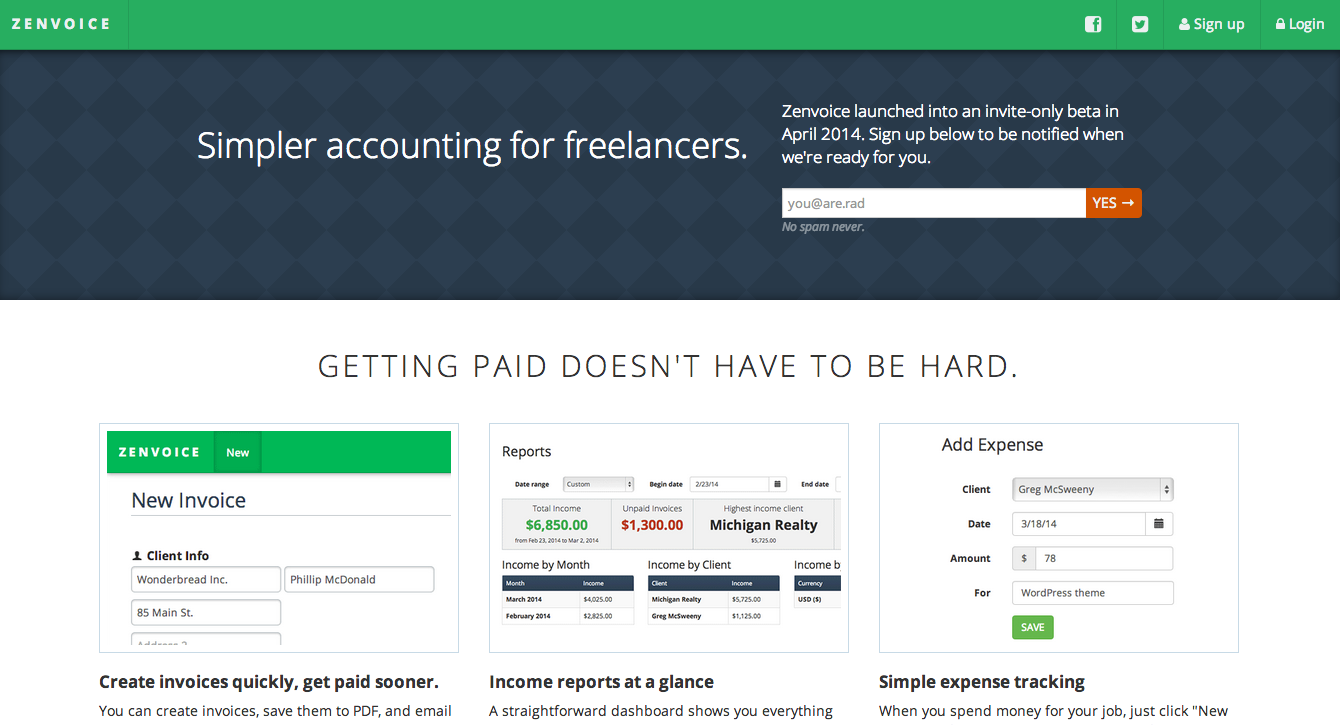 ZENVOICE
Sign up
Login
Simpler accounting for freelancers.
Zenvoice launched into an invite-only beta in
April 2014. Sign up below to be notified when
we're ready for you.
you@are.rad
YES →
No spam never.
GETTING PAID DOESN'T HAVE TO BE HARD.
ZENVOICE New
New Invoice
Client Info
Wonderbread Inc. Phillip McDonald
85 Main St.
Address 2
Create invoices quickly, get paid sooner.
You can create invoices, save them to PDF, and email
Reports
Date range Custom Begin date 2/23/14 End date
Total Income Unpaid Invoices Highest income client
$6,850.00 $1,300.00 Michigan Realty
from Feb 23, 2014 to Mar 2, 2014 $5,725.00
Income by Month Income by Client Income by
Month Income Client Income Currency
March 2014 $4,025.00 Michigan Realty $5,725.00 USD ($)
February 2014 $2,825.00 Greg McSweeny $1,125.00
Income reports at a glance
A straightforward dashboard shows you everything
Add Expense
Client Greg McSweeny
Date 3/18/14
Amount $ 78
For WordPress theme
SAVE
Simple expense tracking
When you spend money for your job, just click "New